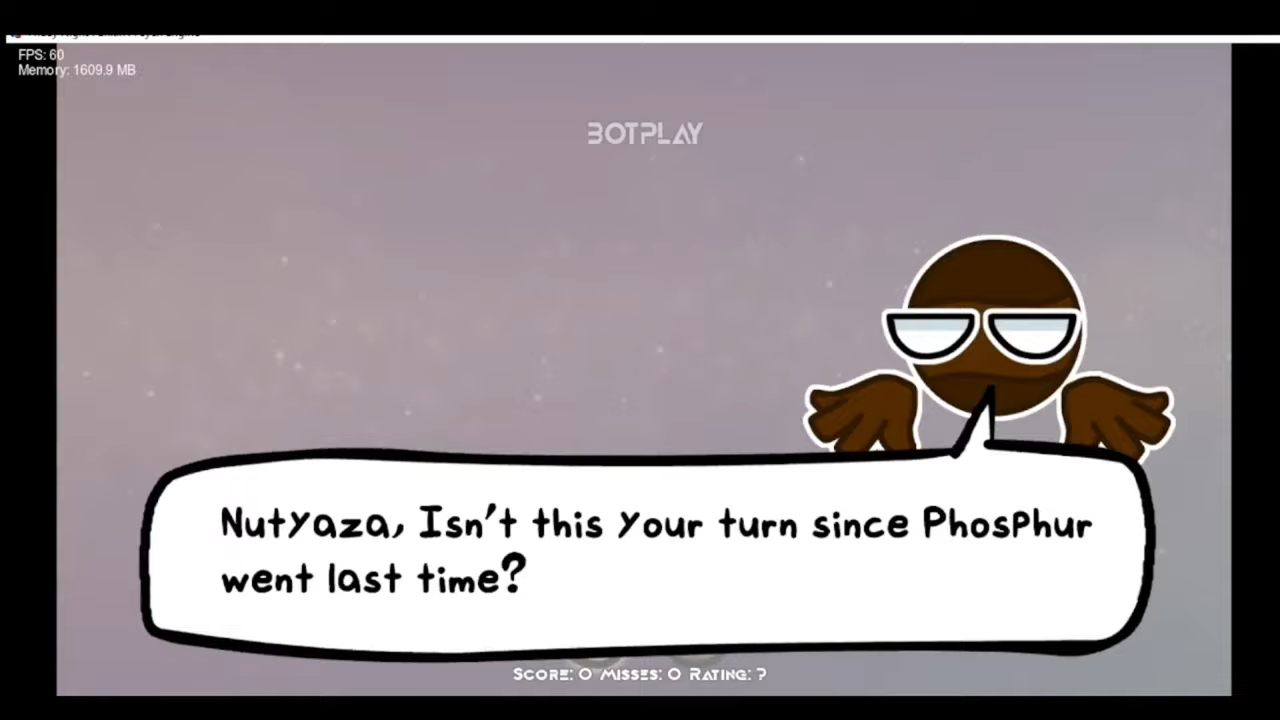 FPS: 60
Memory: 1609.9 MB
BOTPLAY
Nutyaza, Isn't this your turn since Phosphur
went last time?
Score: 0 Misses: 0 Rating: ?